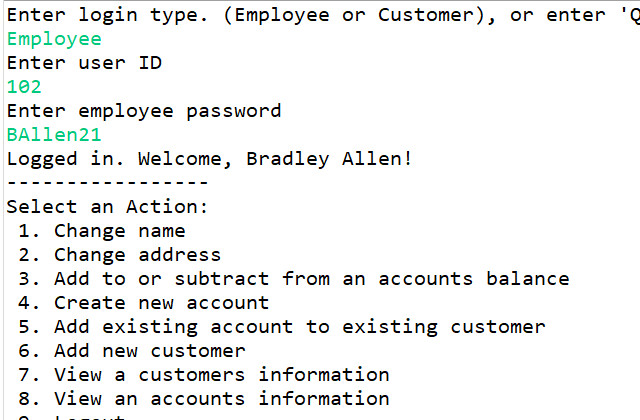 Enter login type. (Employee or Customer), or enter 'Q
Employee
Enter user ID
102
Enter employee password
BAllen21
Logged in. Welcome, Bradley Allen!
-----------------
Select an Action:
1. Change name
2. Change address
3. Add to or subtract from an accounts balance
4. Create new account
5. Add existing account to existing customer
6. Add new customer
7. View a customers information
8. View an accounts information
9. Logout